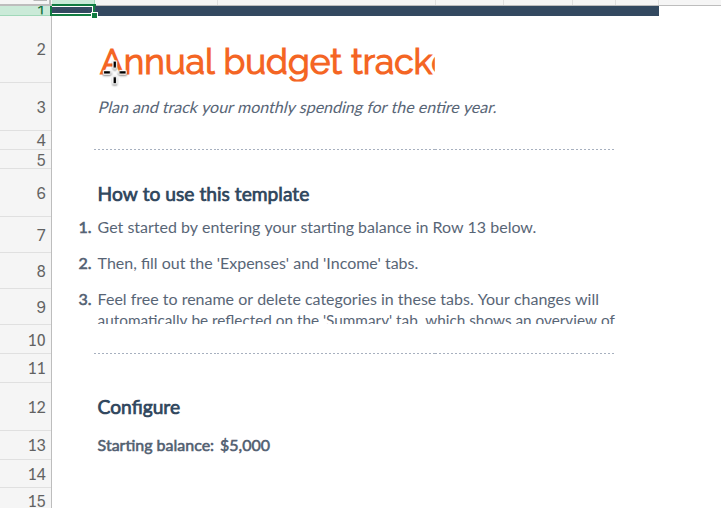 1
2 Annual budget track
3 Plan and track your monthly spending for the entire year.
4
5
6 How to use this template
7 1. Get started by entering your starting balance in Row 13 below.
8 2. Then, fill out the 'Expenses' and 'Income' tabs.
9 3. Feel free to rename or delete categories in these tabs. Your changes will
automatically be reflected on the 'Summary' tab, which shows an overview of
10
11
12 Configure
13 Starting balance: $5,000
14
15